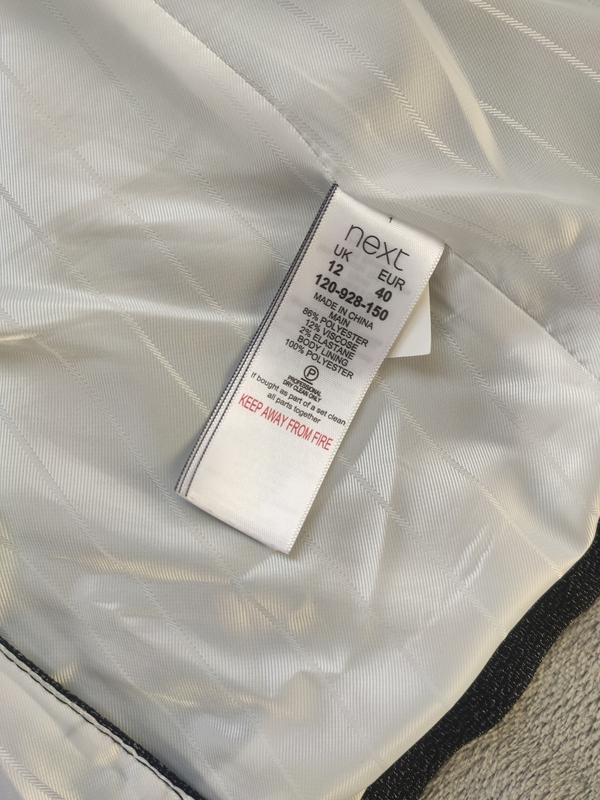 next
UK EUR
12 40
120-928-150
MADE IN CHINA
MAIN
86% POLYESTER
12% VISCOSE
2% ELASTANE
BODY LINING
100% POLYESTER
P
PROFESSIONAL
DRY CLEAN ONLY
If bought as part of a set clean
all parts together
KEEP AWAY FROM FIRE